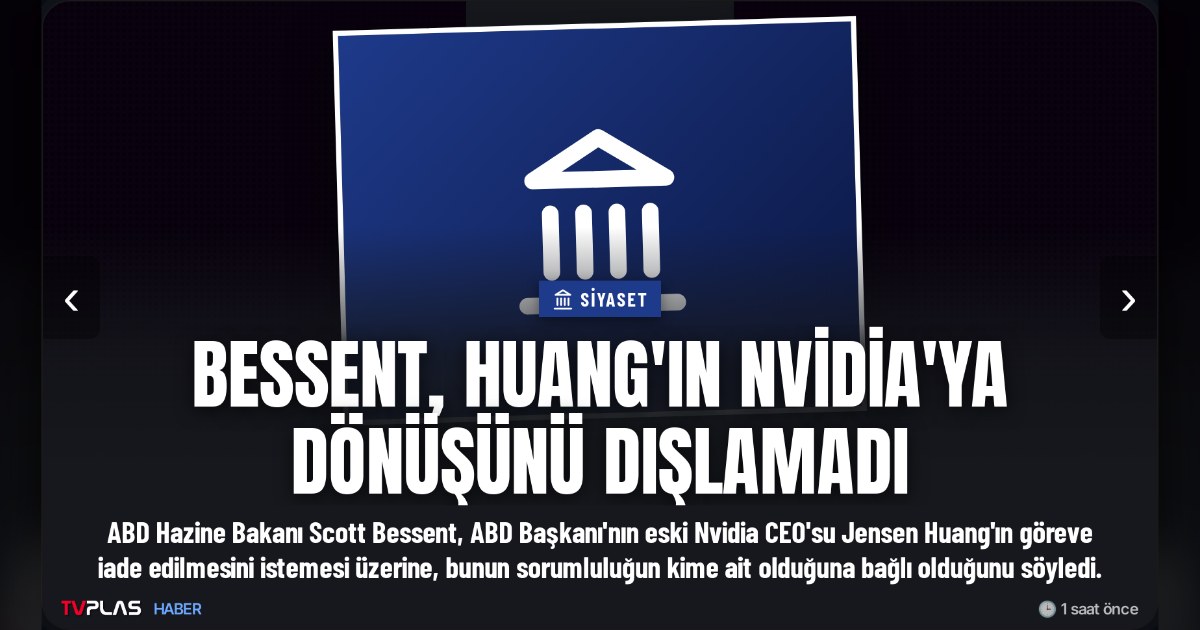 SİYASET
BESSENT, HUANG'IN NVİDİA'YA
DÖNÜŞÜNÜ DIŞLAMADI
ABD Hazine Bakanı Scott Bessent, ABD Başkanı'nın eski Nvidia CEO'su Jensen Huang'ın göreve
iade edilmesini istemesi üzerine, bunun sorumluluğun kime ait olduğuna bağlı olduğunu söyledi.
TVPLAS HABER
1 saat önce